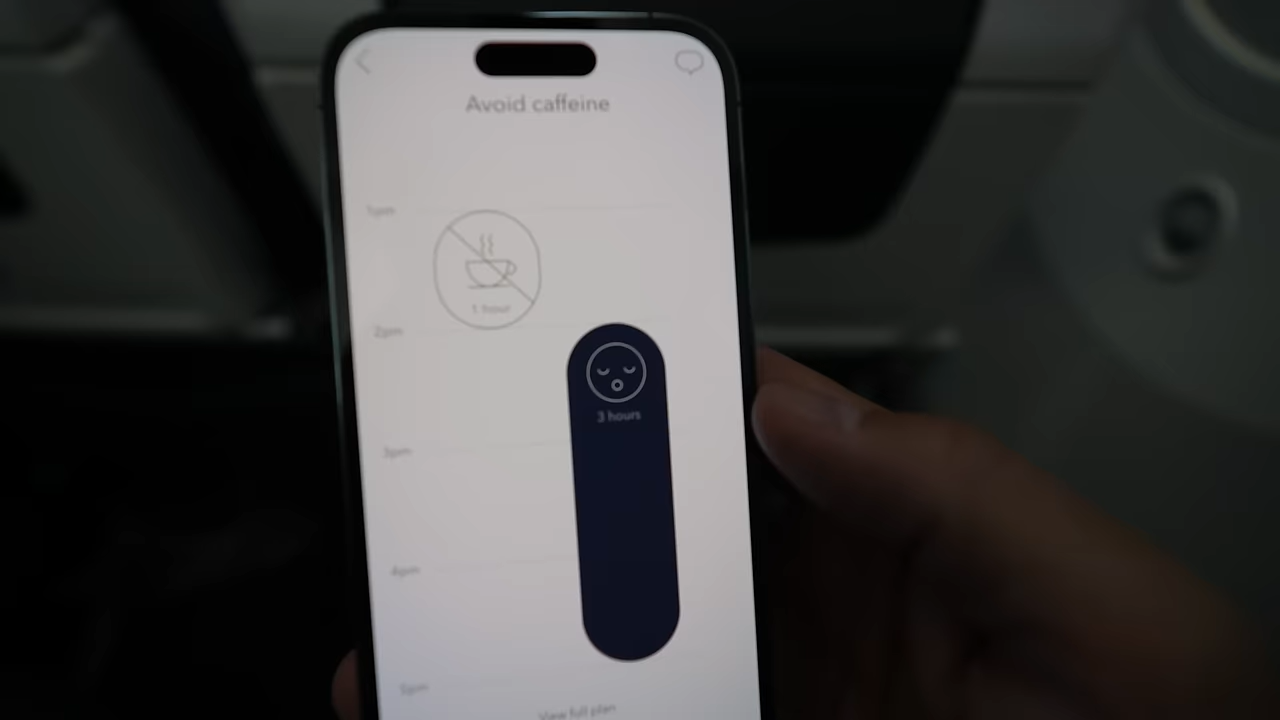 Avoid caffeine
1pm
1 hour
2pm
3 hours
3pm
4pm
5pm
View full plan